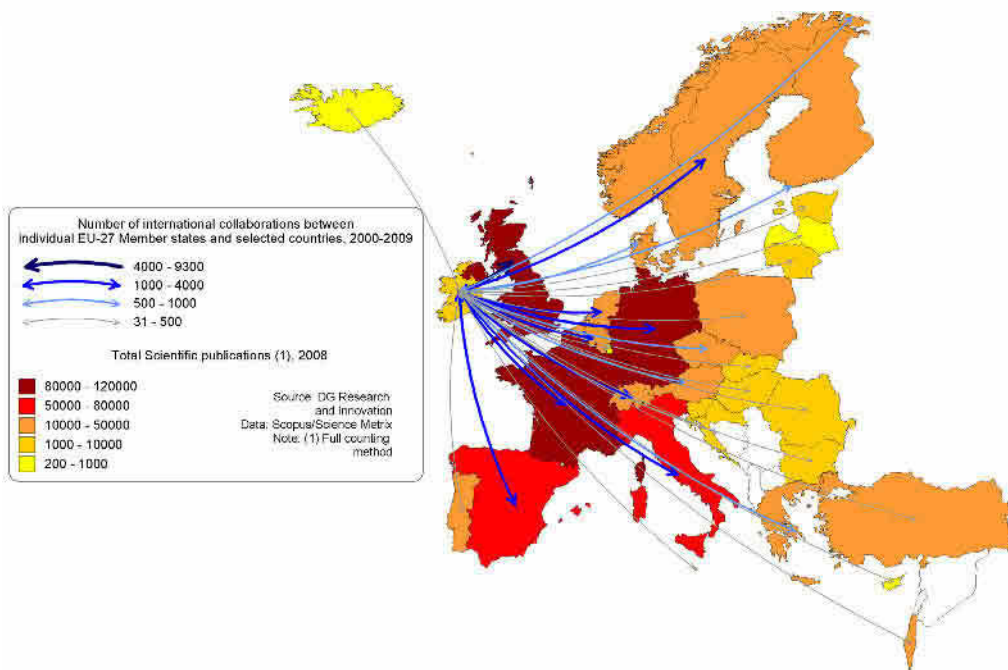 Number of international collaborations between
individual EU-27 Member states and selected countries, 2000-2009
4000 - 9300
1000 - 4000
500 - 1000
31 - 500
Total Scientific publications (1), 2008
80000 - 120000
50000 - 80000
10000 - 50000
1000 - 10000
200 - 1000
Source: DG Research
and Innovation
Data: Scopus/Science Metrix
Note: (1) Full counting
method